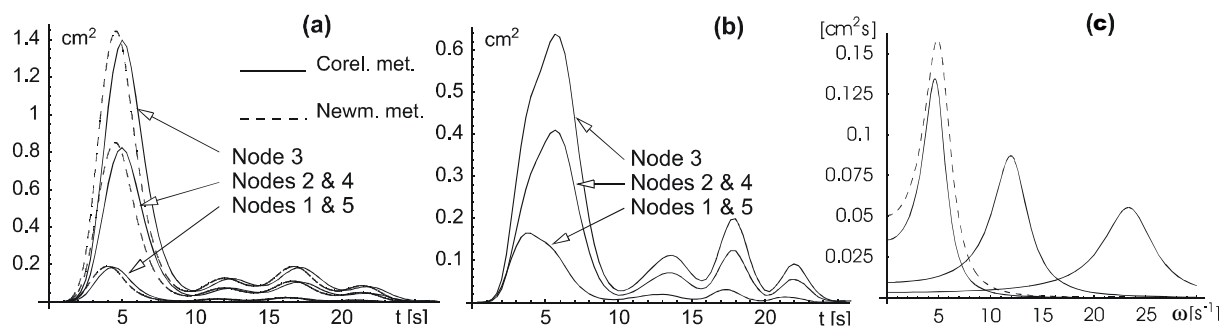 (a)
cm²
1.4
1.2
1
0.8
0.6
0.4
0.2
Corel. met.
Newm. met.
Node 3
Nodes 2 & 4
Nodes 1 & 5
5
10
15
20
t [s]
(b)
cm²
0.6
0.5
0.4
0.3
0.2
0.1
Node 3
Nodes 2 & 4
Nodes 1 & 5
5
10
15
20
t [s]
(c)
[cm²s]
0.15
0.125
0.1
0.075
0.05
0.025
5
10
15
20
ω[s⁻¹]